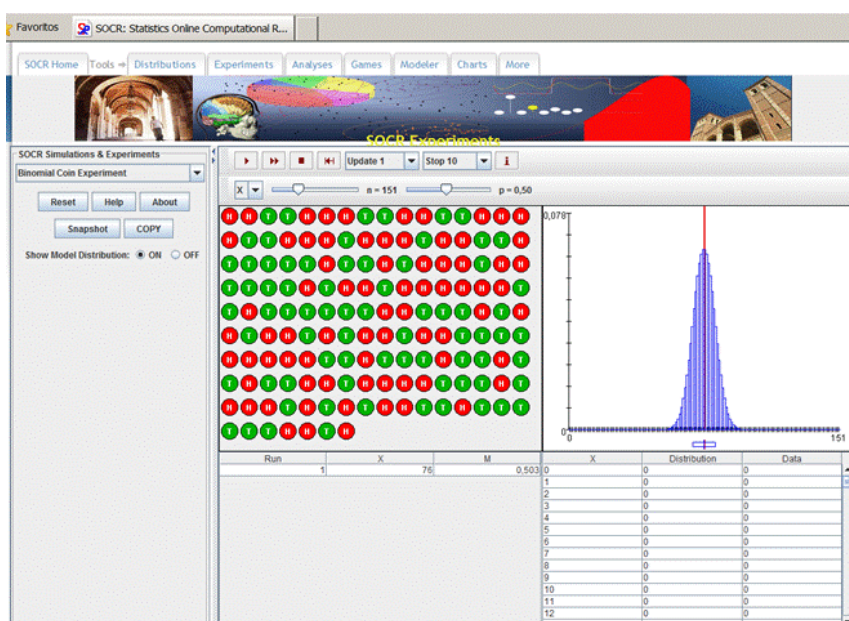 Favoritos
SOCR: Statistics Online Computational R...
SOCR Home Tools ⇒ Distributions Experiments Analyses Games Modeler Charts More
SOCR Experiments
SOCR Simulations & Experiments
Binomial Coin Experiment
Reset Help About
Snapshot COPY
Show Model Distribution: ON OFF
Update 1 Stop 10 i
X n = 151 p = 0,50
H H T T H H H T T H H T T H H H
H T T H H H T H H H T H H T T H
T T T T T H T T H T H H H T H H
T T T T H T H H T H H H H H H T
T H T T T T T T H H T T T H T H
H T H H T H T H H T H H T T T T
H H H H H T T H T T T H T T H T
T H T T H H T H H H H T T T H T
H H H T H T H T H H T T H T T T
T T T H H T H
0,078
0
0 151
Run X M
1 76 0,503
X Distribution Data
0 0 0
1 0 0
2 0 0
3 0 0
4 0 0
5 0 0
6 0 0
7 0 0
8 0 0
9 0 0
10 0 0
11 0 0
12 0 0